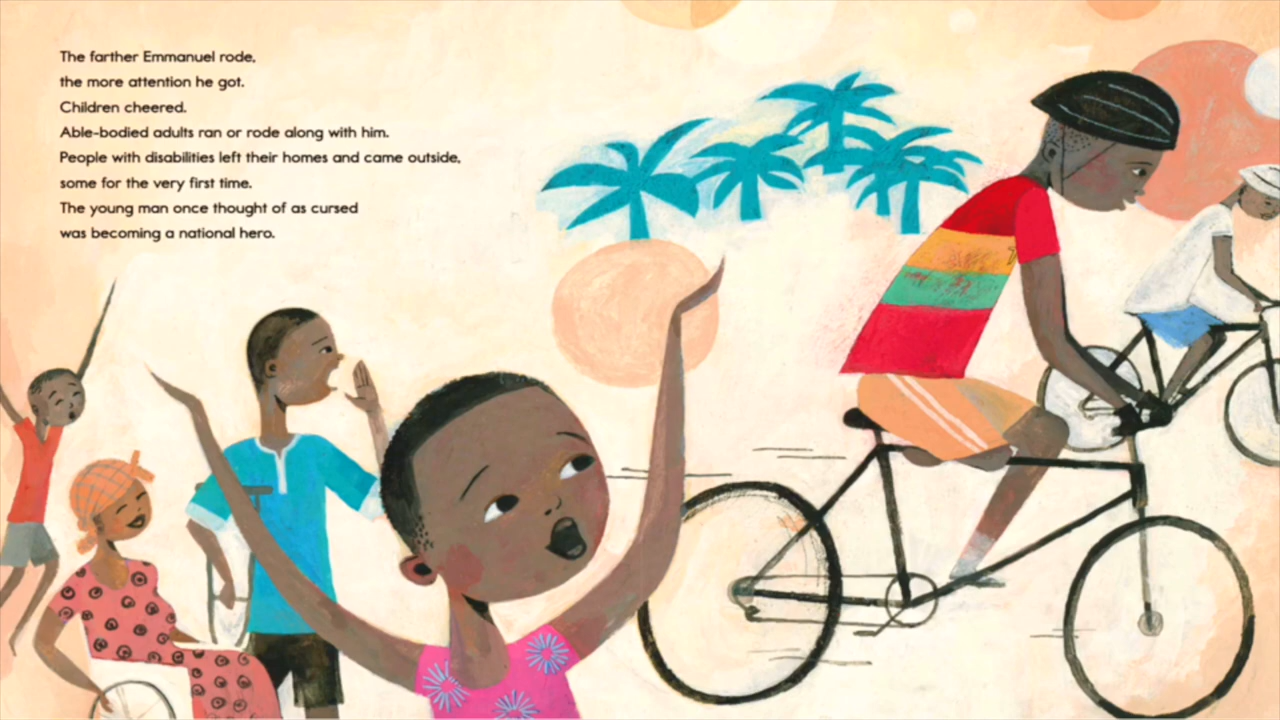 The farther Emmanuel rode,
the more attention he got.
Children cheered.
Able-bodied adults ran or rode along with him.
People with disabilities left their homes and came outside,
some for the very first time.
The young man once thought of as cursed
was becoming a national hero.